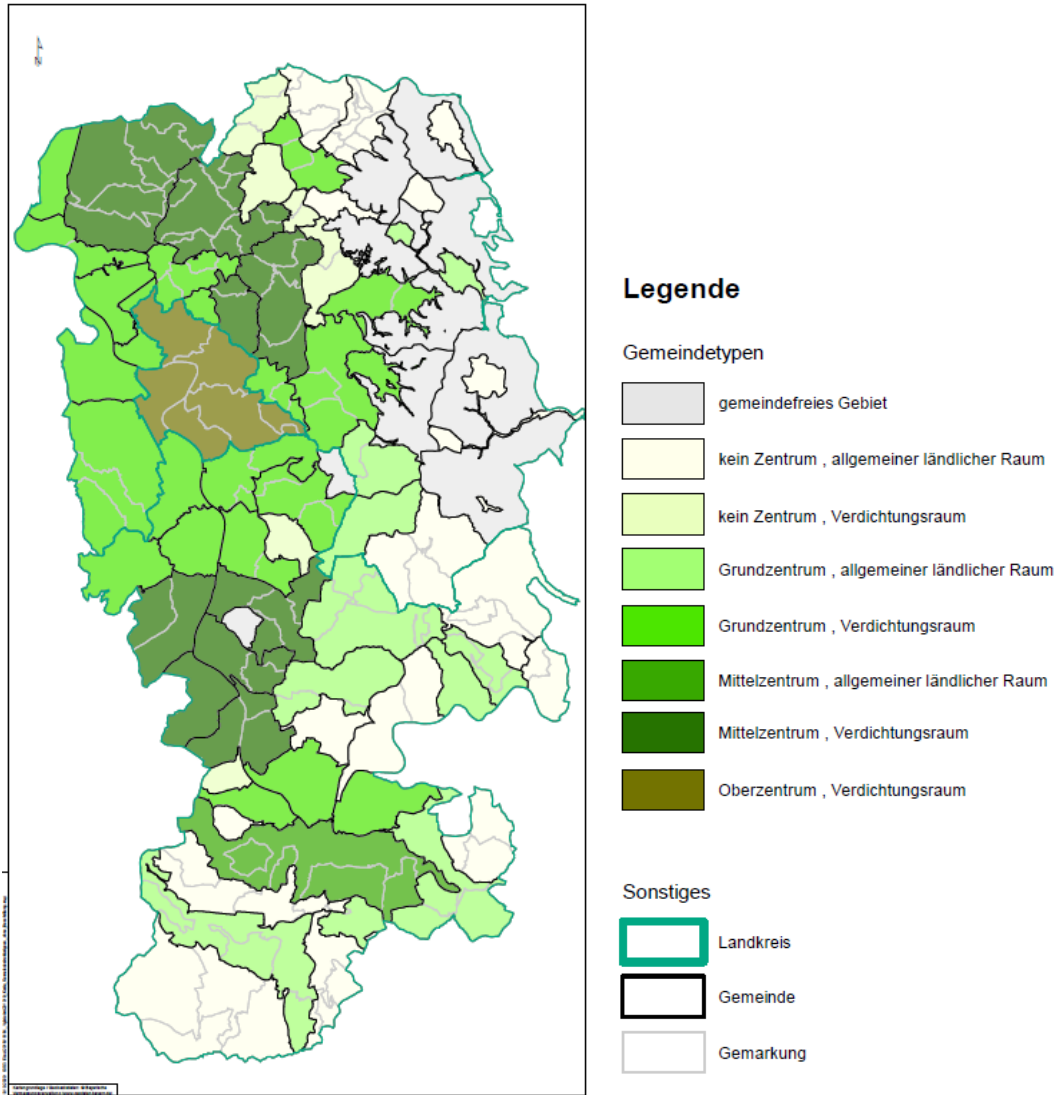 N
Legende
Gemeindetypen
gemeindefreies Gebiet
kein Zentrum , allgemeiner ländlicher Raum
kein Zentrum , Verdichtungsraum
Grundzentrum , allgemeiner ländlicher Raum
Grundzentrum , Verdichtungsraum
Mittelzentrum , allgemeiner ländlicher Raum
Mittelzentrum , Verdichtungsraum
Oberzentrum , Verdichtungsraum
Sonstiges
Landkreis
Gemeinde
Gemarkung